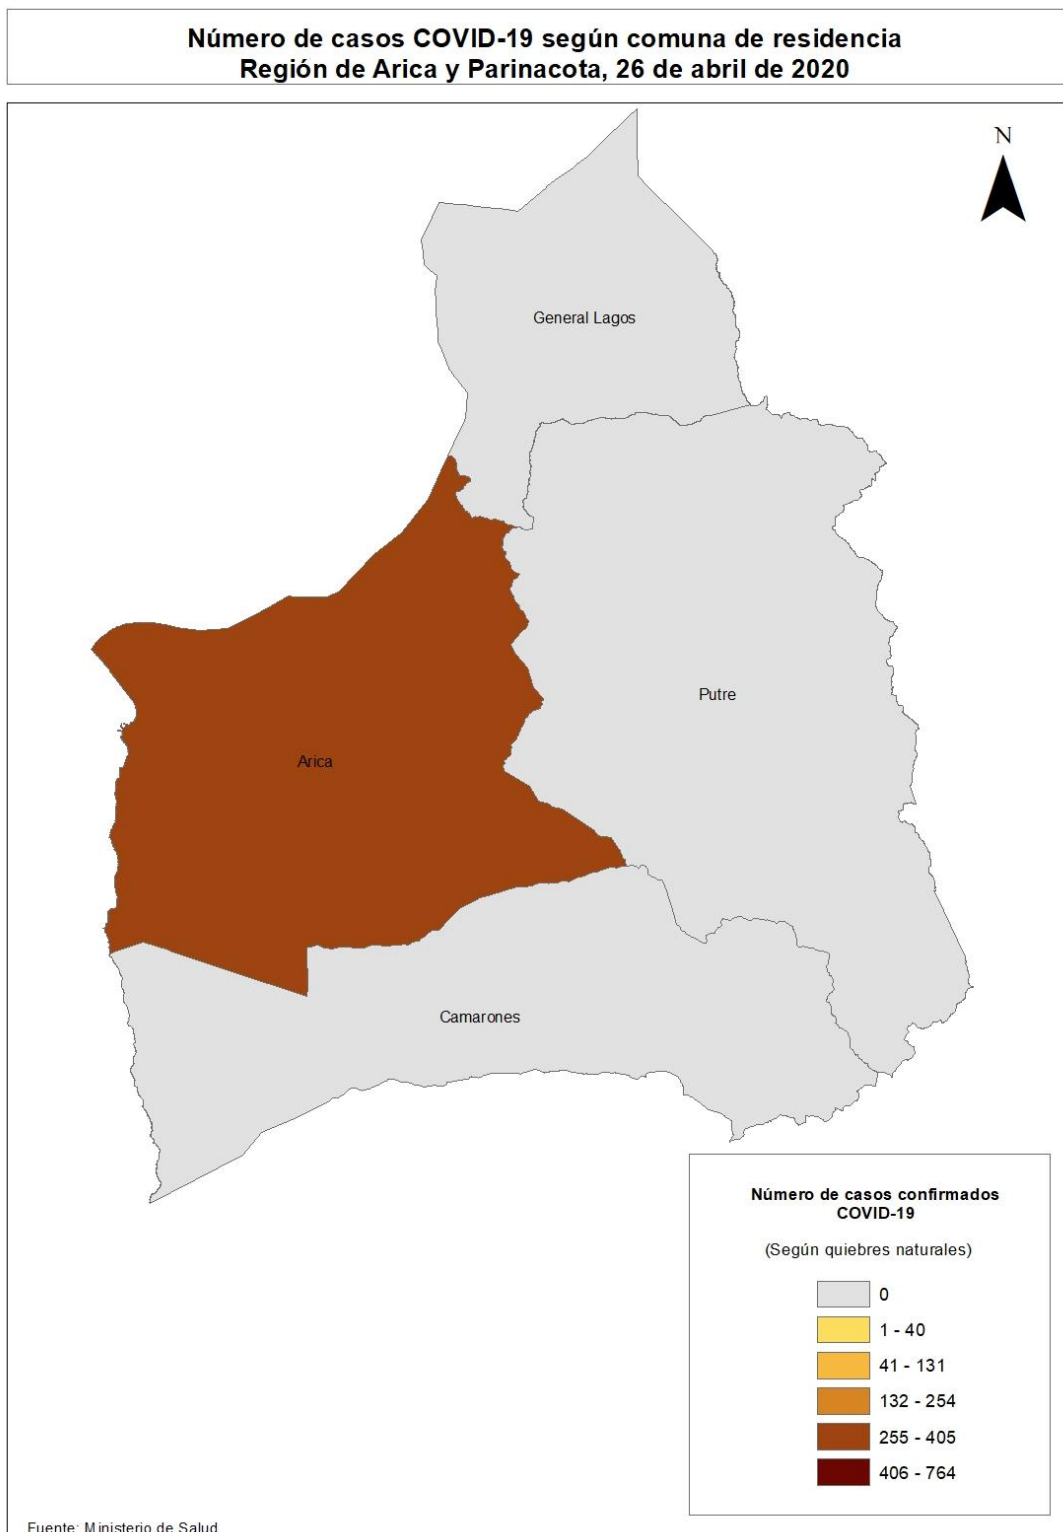 Número de casos COVID-19 según comuna de residencia
Región de Arica y Parinacota, 26 de abril de 2020
N
General Lagos
Putre
Arica
Camarones
Número de casos confirmados
COVID-19
(Según quiebres naturales)
0
1 - 40
41 - 131
132 - 254
255 - 405
406 - 764
Fuente: Ministerio de Salud